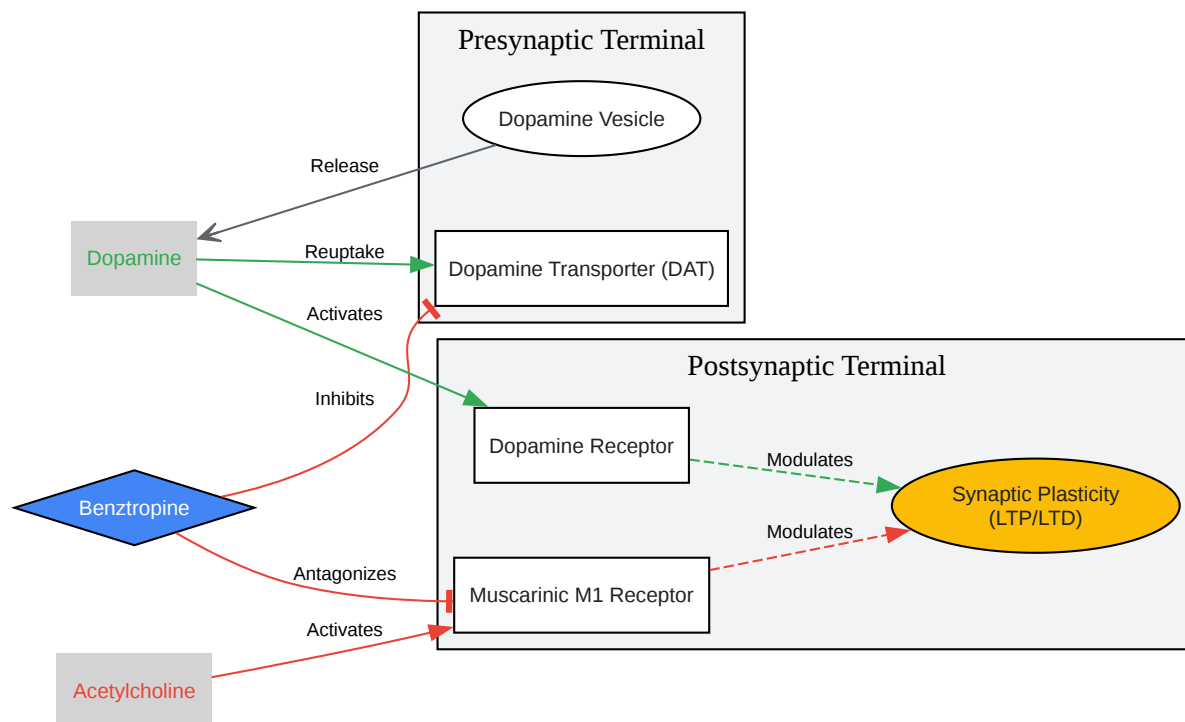 Presynaptic Terminal
Dopamine Vesicle
Release
Dopamine
Reuptake
Dopamine Transporter (DAT)
Activates
Postsynaptic Terminal
Inhibits
Dopamine Receptor
Modulates
Synaptic Plasticity
(LTP/LTD)
Benztropine
Modulates
Antagonizes
Muscarinic M1 Receptor
Activates
Acetylcholine